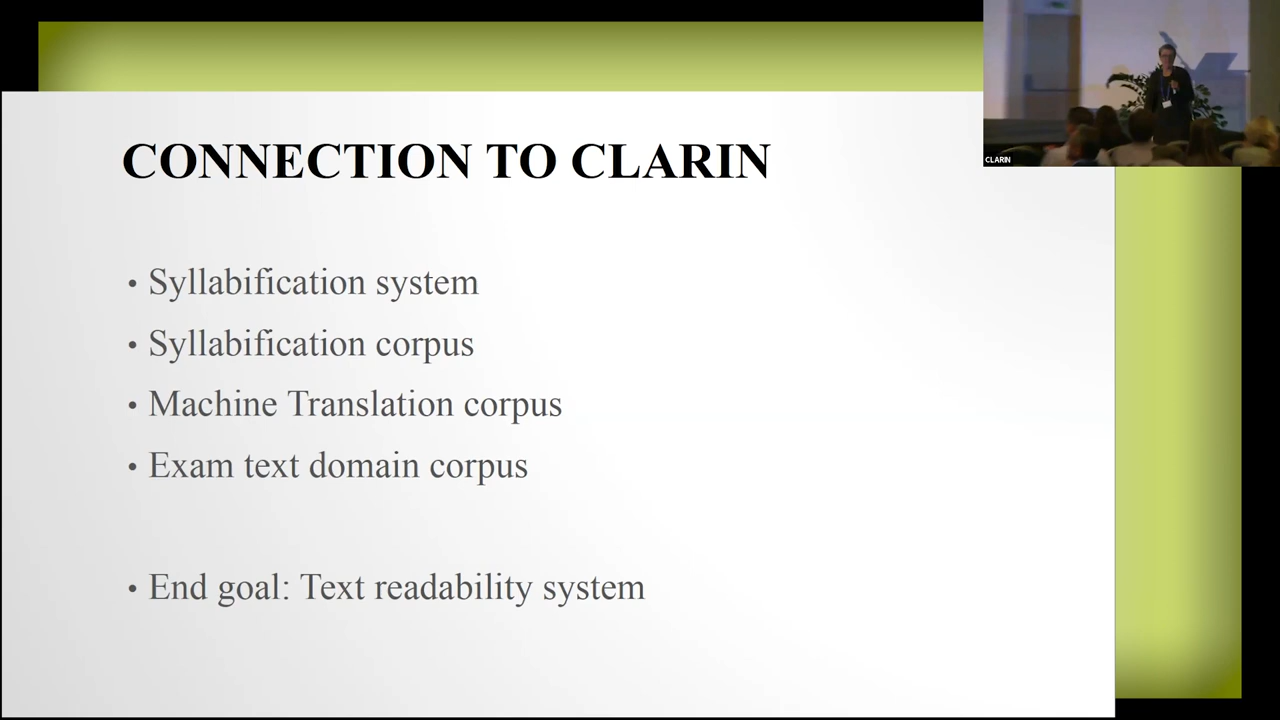 CONNECTION TO CLARIN
• Syllabification system
• Syllabification corpus
• Machine Translation corpus
• Exam text domain corpus
• End goal: Text readability system
CLARIN